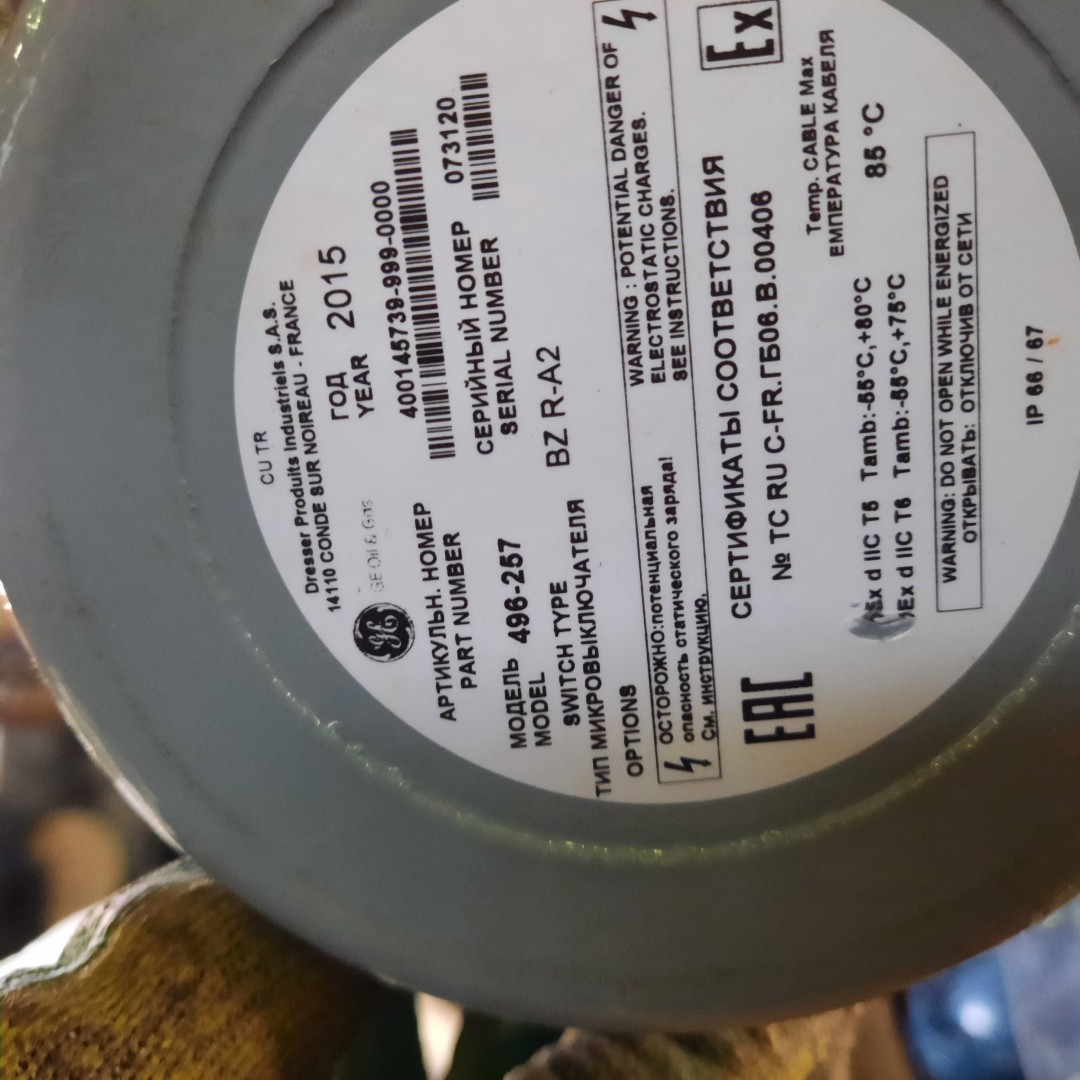 CU TR
Dresser Produits Industriels S.A.S.
14110 CONDE SUR NOIREAU - FRANCE
GE Oil & Gas
ГОД
YEAR 2015
АРТИКУЛЬН. НОМЕР
PART NUMBER
400145739-999-0000
МОДЕЛЬ
MODEL 496-257
СЕРИЙНЫЙ НОМЕР
SERIAL NUMBER
073120
SWITCH TYPE
ТИП МИКРОВЫКЛЮЧАТЕЛЯ
BZ R-A2
OPTIONS
ОСТОРОЖНО:потенциальная
опасность статического заряда!
См. инструкцию.
WARNING : POTENTIAL DANGER OF
ELECTROSTATIC CHARGES.
SEE INSTRUCTIONS.
EAC
СЕРТИФИКАТЫ СООТВЕТСТВИЯ
№ TC RU C-FR.ГБ06.В.00406
Ex
Temp. CABLE Max
ЕМПЕРАТУРА КАБЕЛЯ
85 °C
1Ex d IIC T5 Tamb:-55°C,+80°C
1Ex d IIC T6 Tamb:-55°C,+75°C
WARNING: DO NOT OPEN WHILE ENERGIZED
ОТКРЫВАТЬ: ОТКЛЮЧИВ ОТ СЕТИ
IP 66 / 67